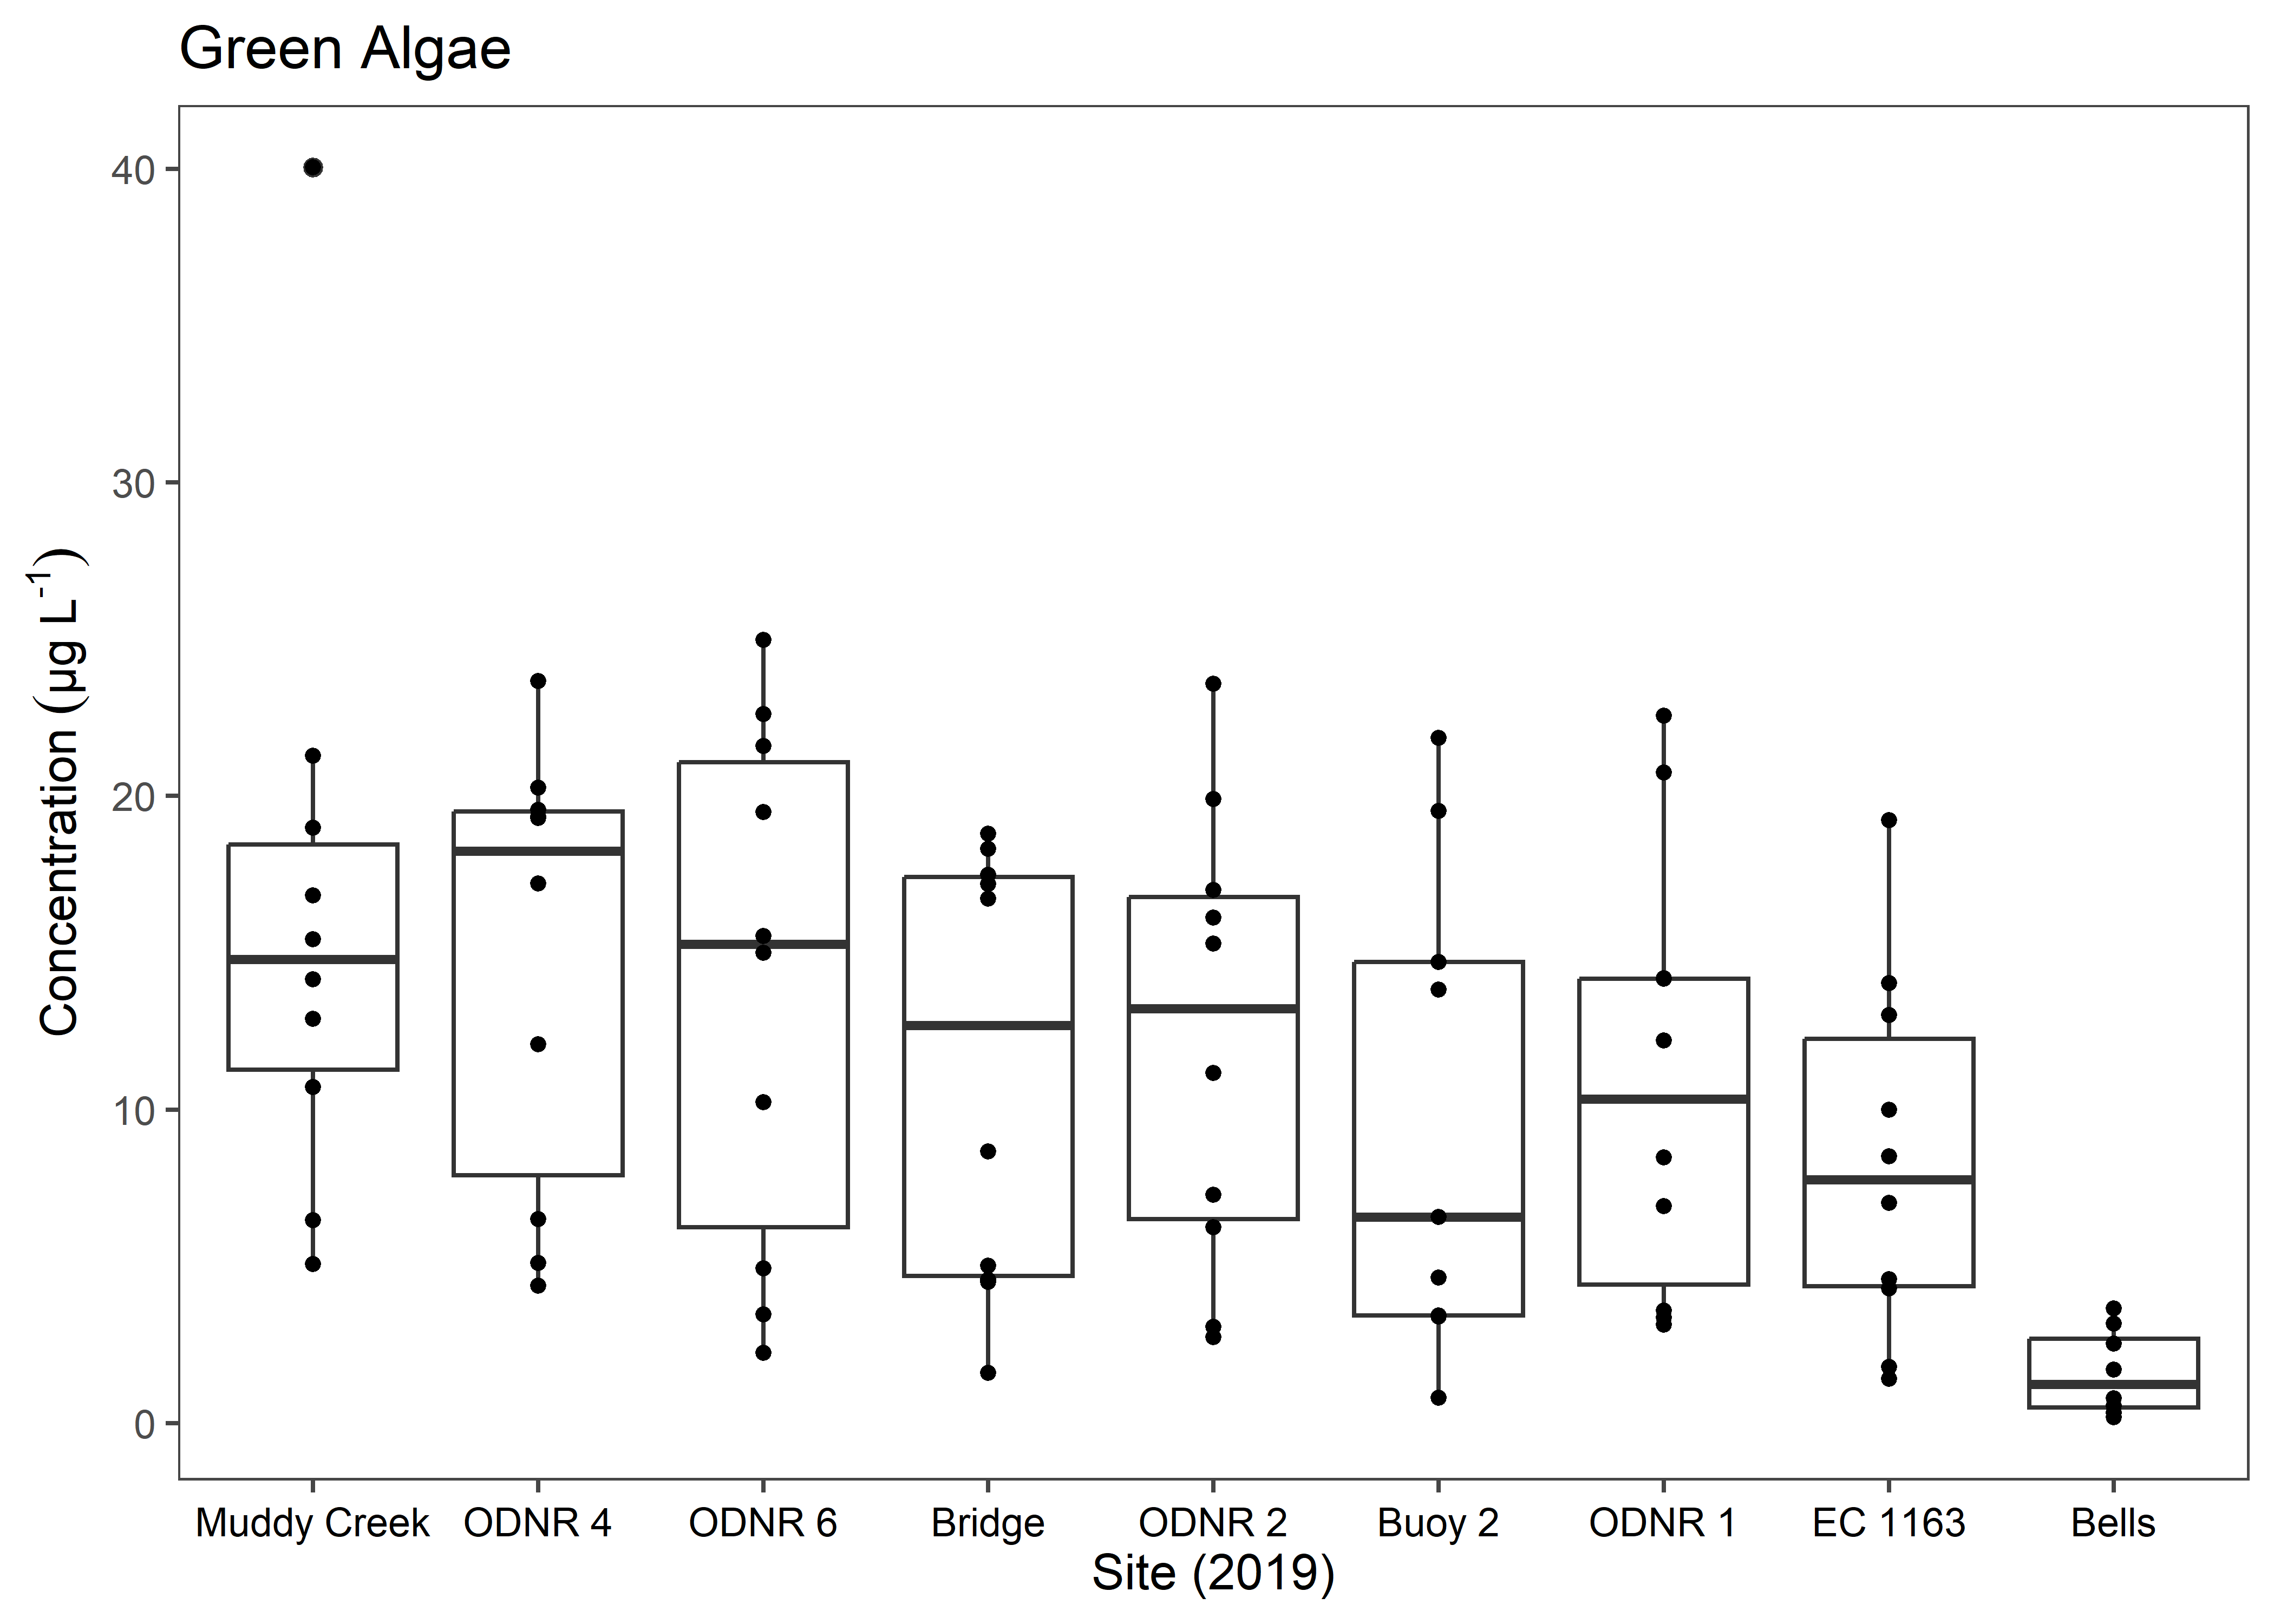 Green Algae
Concentration (µg L⁻¹)
40
30
20
10
0
Muddy Creek ODNR 4 ODNR 6 Bridge ODNR 2 Buoy 2 ODNR 1 EC 1163 Bells
Site (2019)